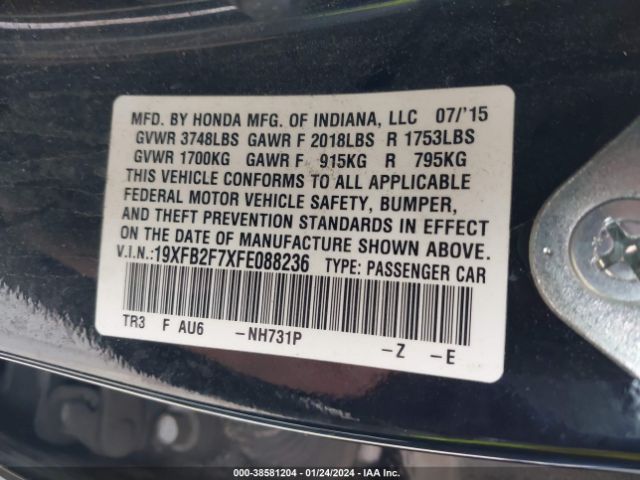 MFD. BY HONDA MFG. OF INDIANA, LLC 07/'15
GVWR 3748LBS GAWR F 2018LBS R 1753LBS
GVWR 1700KG GAWR F 915KG R 795KG
THIS VEHICLE CONFORMS TO ALL APPLICABLE
FEDERAL MOTOR VEHICLE SAFETY, BUMPER,
AND THEFT PREVENTION STANDARDS IN EFFECT
ON THE DATE OF MANUFACTURE SHOWN ABOVE.
V.I.N.:19XFB2F7XFE088236 TYPE: PASSENGER CAR
TR3 F AU6 -NH731P -Z -E
000-38581204 - 01/24/2024 - IAA Inc.